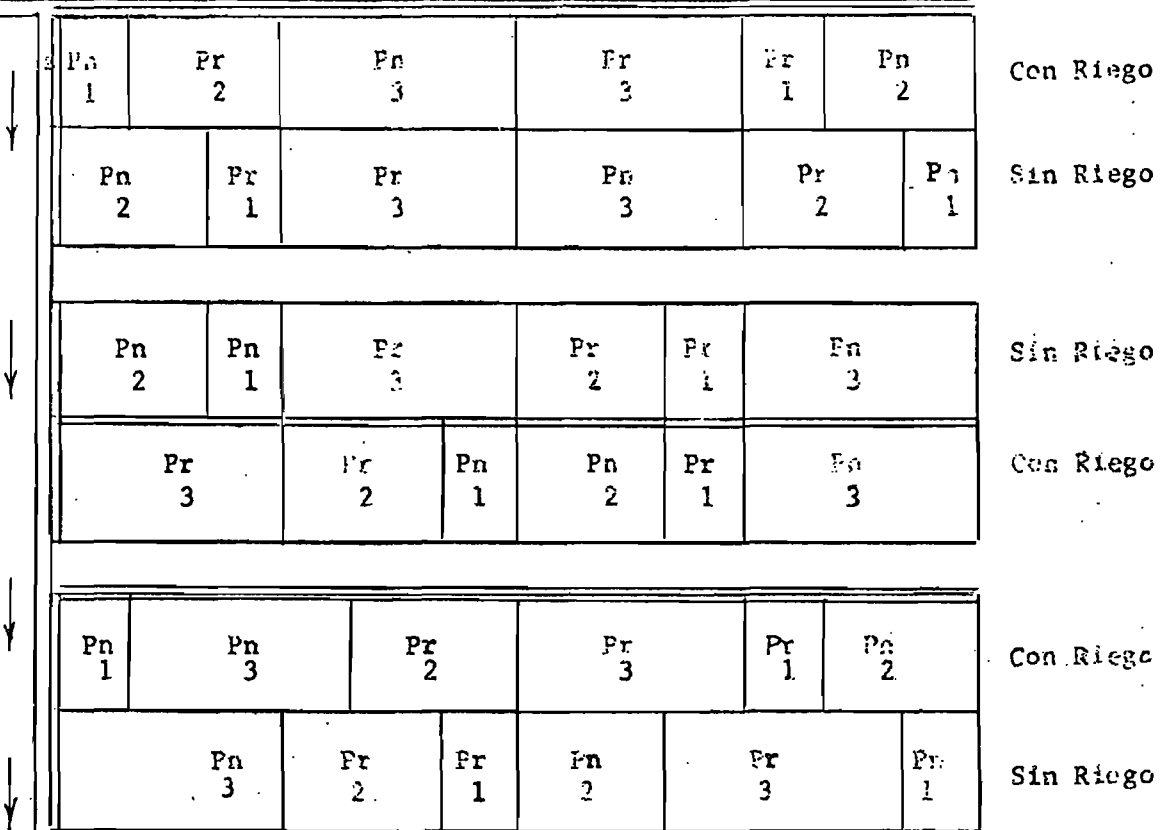 Pn Pr Pn Pr Pr Pn Con Riego
1 2 3 3 1 2
Pn Pr Pr Pn Pr Pn Sin Riego
2 1 3 3 2 1
Pn Pn Pr Pr Pr Pn Sin Riego
2 1 3 2 1 3
Pr Pr Pn Pn Pr Pn Con Riego
3 2 1 2 1 3
Pn Pn Pr Pr Pr Pn Con Riego
1 3 2 3 1 2
Pn Pr Pr Pn Pr Pn Sin Riego
3 2 1 2 3 1